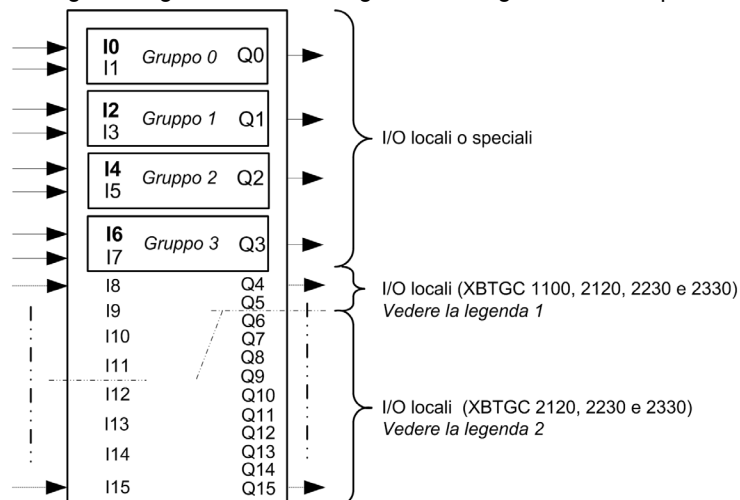 I0
I1
Gruppo 0
Q0
I2
I3
Gruppo 1
Q1
I4
I5
Gruppo 2
Q2
I6
I7
Gruppo 3
Q3
I/O locali o speciali
I8
I9
I10
I11
I12
I13
I14
I15
Q4
Q5
Q6
Q7
Q8
Q9
Q10
Q11
Q12
Q13
Q14
Q15
I/O locali (XBTGC 1100, 2120, 2230 e 2330)
Vedere la legenda 1
I/O locali (XBTGC 2120, 2230 e 2330)
Vedere la legenda 2